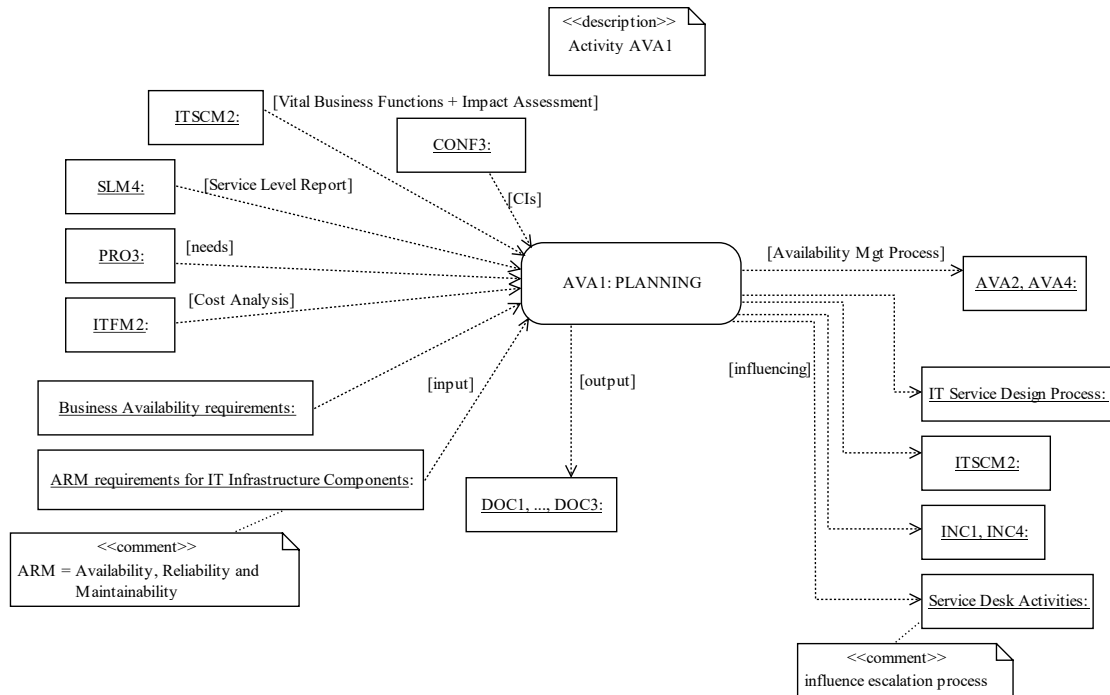 <<description>>
Activity AVA1
ITSCM2:
[Vital Business Functions + Impact Assessment]
CONF3:
SLM4:
[Service Level Report]
[CIs]
PRO3:
[needs]
AVA1: PLANNING
[Availability Mgt Process]
AVA2, AVA4:
ITFM2:
[Cost Analysis]
[input]
[output]
[influencing]
Business Availability requirements:
IT Service Design Process:
ARM requirements for IT Infrastructure Components:
ITSCM2:
DOC1, ..., DOC3:
INC1, INC4:
<<comment>>
ARM = Availability, Reliability and
Maintainability
Service Desk Activities:
<<comment>>
influence escalation process